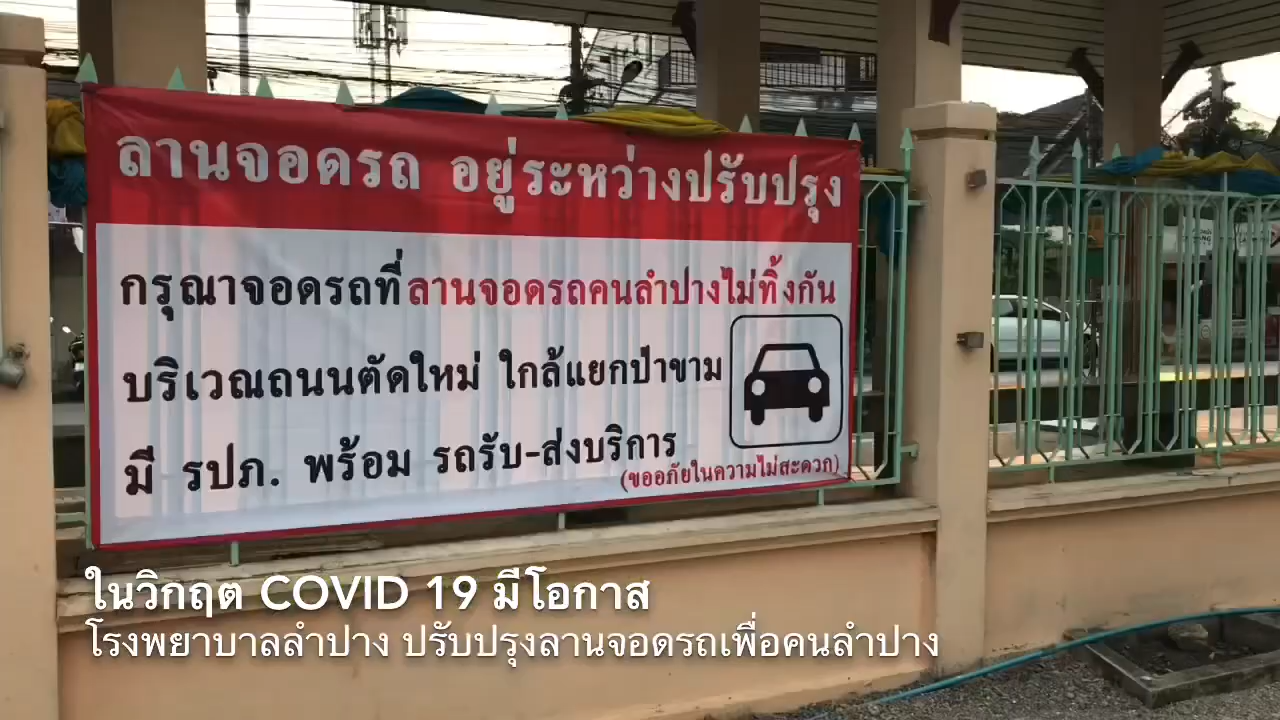 ลานจอดรถ อยู่ระหว่างปรับปรุง
กรุณาจอดรถที่ลานจอดรถคนลำปางไม่ทิ้งกัน
บริเวณถนนตัดใหม่ ใกล้แยกป่าขาม
มี รปภ. พร้อม รถรับ-ส่งบริการ
(ขออภัยในความไม่สะดวก)
ในวิกฤต COVID 19 มีโอกาส
โรงพยาบาลลำปาง ปรับปรุงลานจอดรถเพื่อคนลำปาง